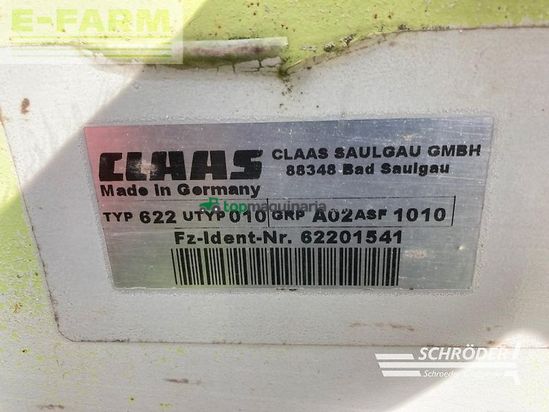 E-FARM
CLAAS CLAAS SAULGAU GMBH
88348 Bad Saulgau
Made in Germany
topmaquinaria
TYP 622 UTYP 010 GRP A02 ASF 1010
Fz-Ident-Nr. 62201541
SCHRÖDER